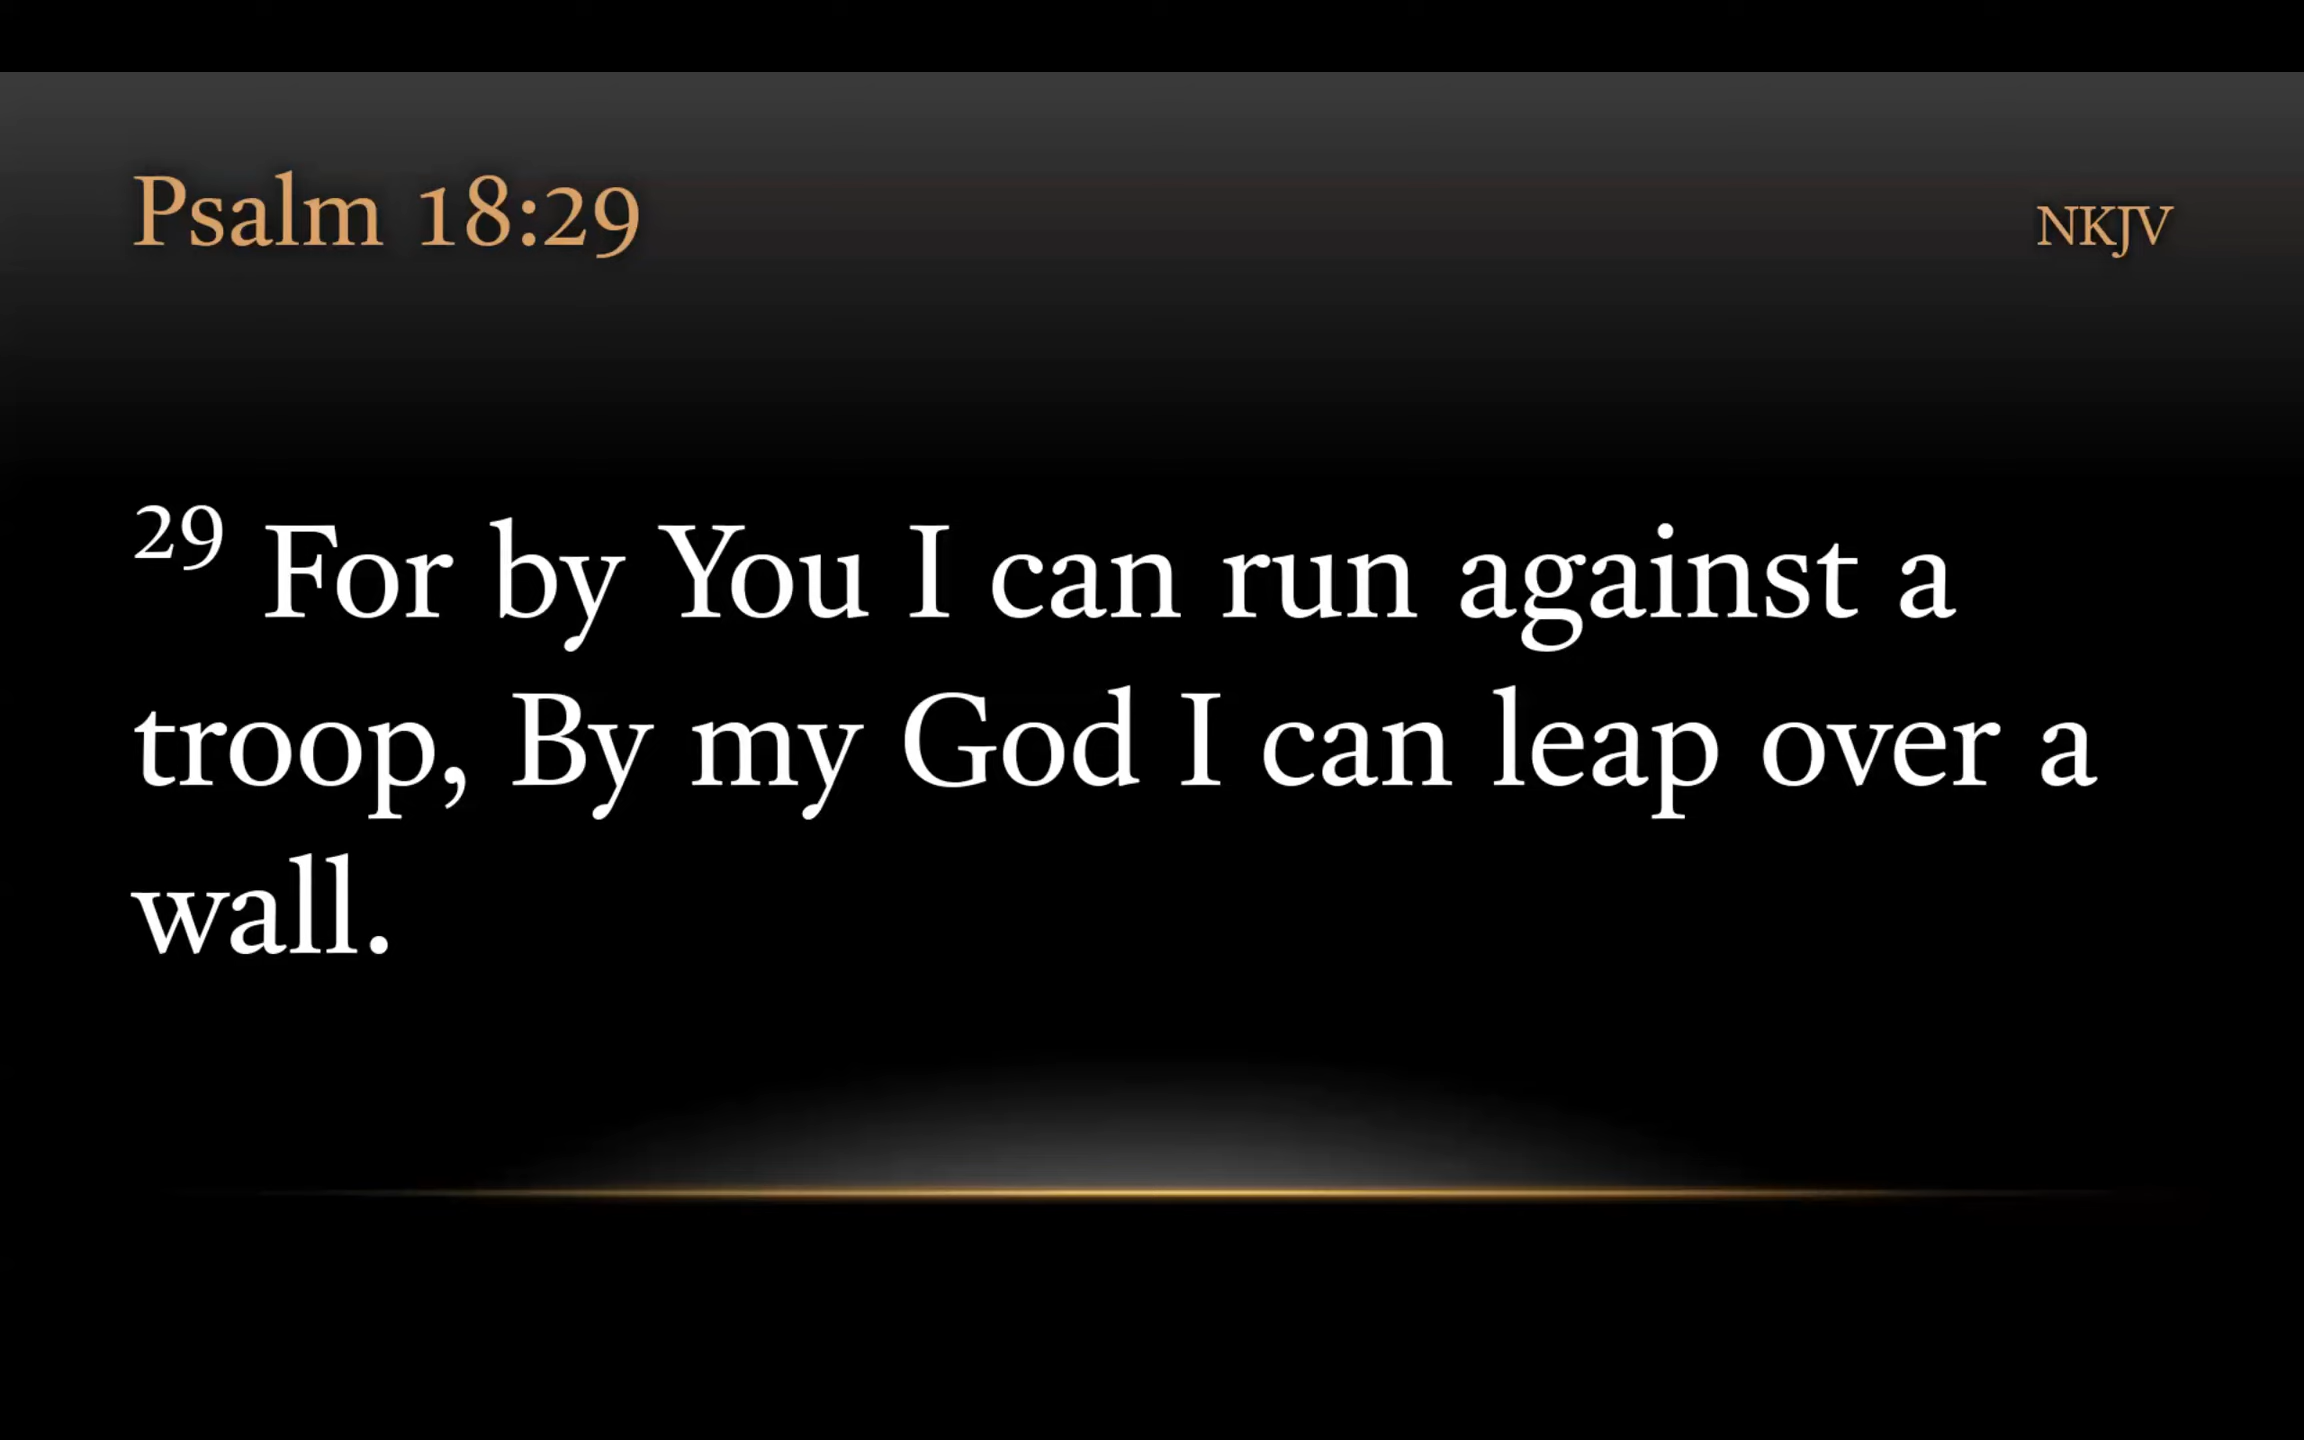 Psalm 18:29
NKJV
29 For by You I can run against a
troop, By my God I can leap over a
wall.